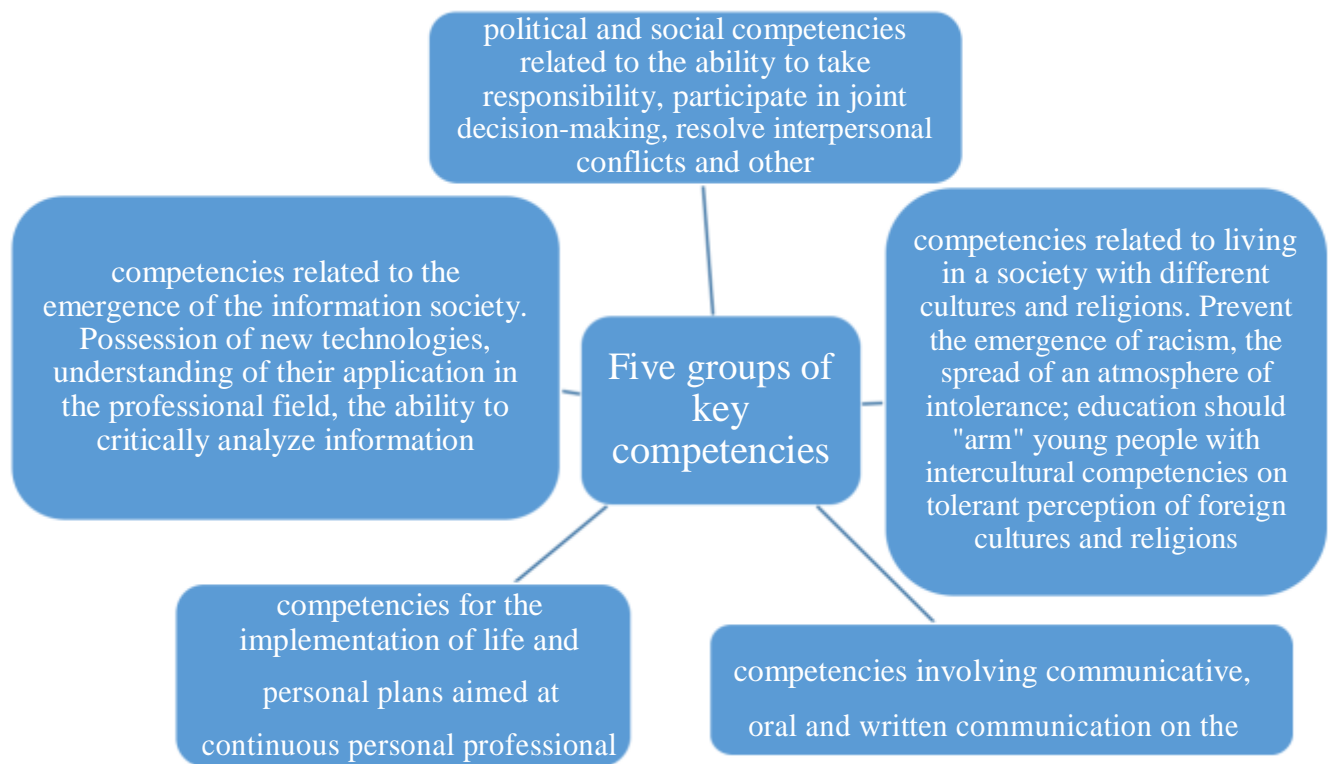 political and social competencies
related to the ability to take
responsibility, participate in joint
decision-making, resolve interpersonal
conflicts and other
competencies related to the
emergence of the information society.
Possession of new technologies,
understanding of their application in
the professional field, the ability to
critically analyze information
Five groups of
key
competencies
competencies related to living
in a society with different
cultures and religions. Prevent
the emergence of racism, the
spread of an atmosphere of
intolerance; education should
"arm" young people with
intercultural competencies on
tolerant perception of foreign
cultures and religions
competencies for the
implementation of life and
personal plans aimed at
continuous personal professional
competencies involving communicative,
oral and written communication on the